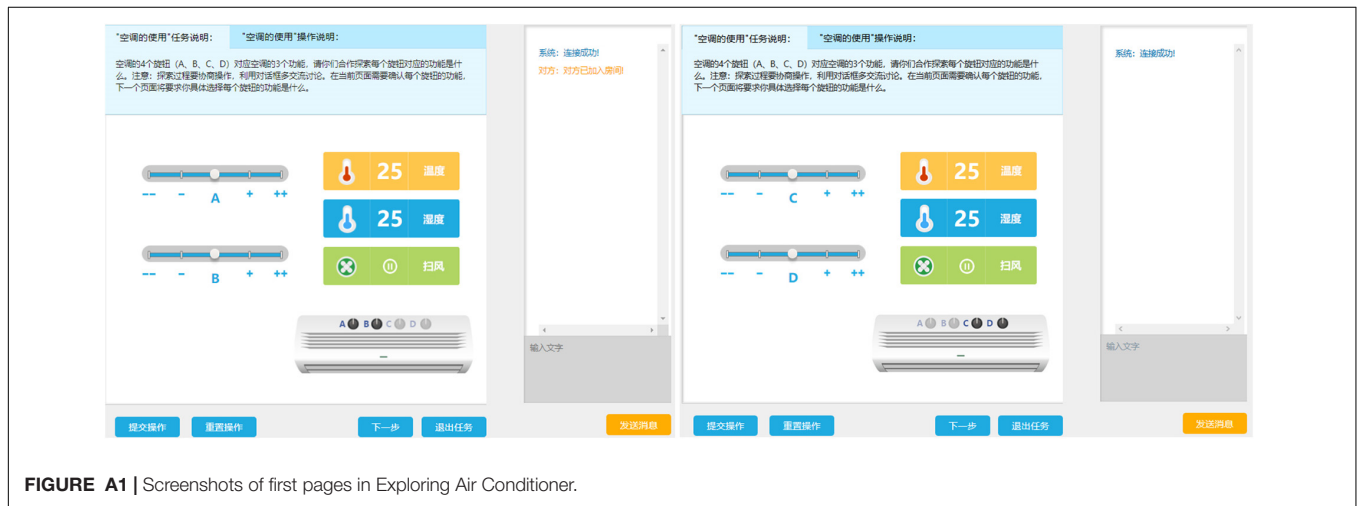 "空调的使用"任务说明： "空调的使用"操作说明：
空调的4个旋钮（A、B、C、D）对应空调的3个功能，请你们合作探索每个旋钮对应的功能是什
么。注意：探索过程要协商操作，利用对话框多交流讨论。在当前页面需要确认每个旋钮的功能，
下一个页面将要求你具体选择每个旋钮的功能是什么。
-- - A + ++
-- - B + ++
25 温度
25 湿度
扫风
A B C D
提交操作 重置操作 下一步 退出任务
系统：连接成功!
对方：对方已加入房间!
输入文字
发送消息
"空调的使用"任务说明： "空调的使用"操作说明：
空调的4个旋钮（A、B、C、D）对应空调的3个功能，请你们合作探索每个旋钮对应的功能是什
么。注意：探索过程要协商操作，利用对话框多交流讨论。在当前页面需要确认每个旋钮的功能，
下一个页面将要求你具体选择每个旋钮的功能是什么。
-- - C + ++
-- - D + ++
25 温度
25 湿度
扫风
A B C D
提交操作 重置操作 下一步 退出任务
系统：连接成功!
输入文字
发送消息
FIGURE A1 | Screenshots of first pages in Exploring Air Conditioner.